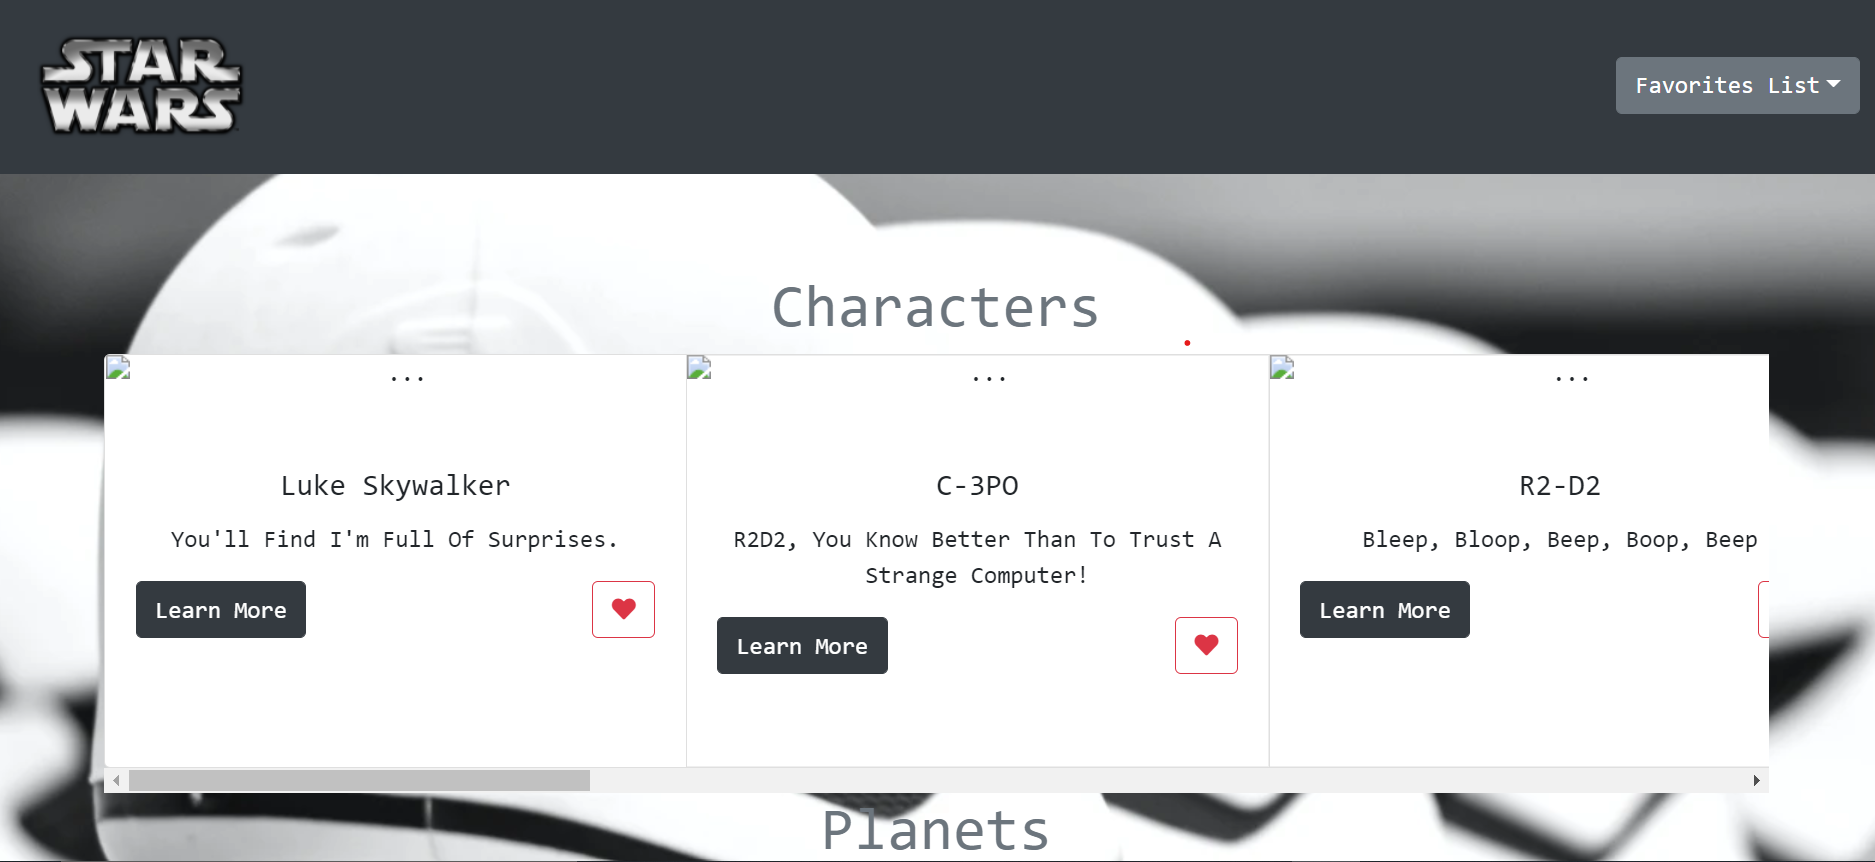 STAR
WARS
Favorites List
Characters
...
...
...
Luke Skywalker
C-3PO
R2-D2
You'll Find I'm Full Of Surprises.
R2D2, You Know Better Than To Trust A
Strange Computer!
Bleep, Bloop, Beep, Boop, Beep
Learn More
Learn More
Learn More
Planets